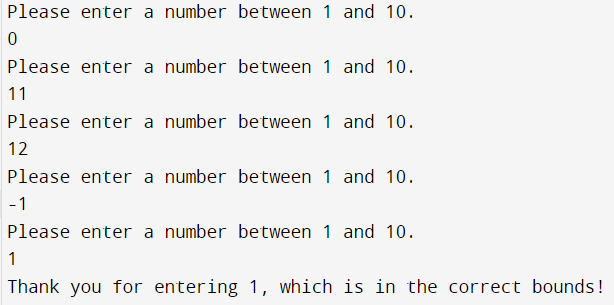 Please enter a number between 1 and 10.
0
Please enter a number between 1 and 10.
11
Please enter a number between 1 and 10.
12
Please enter a number between 1 and 10.
-1
Please enter a number between 1 and 10.
1
Thank you for entering 1, which is in the correct bounds!